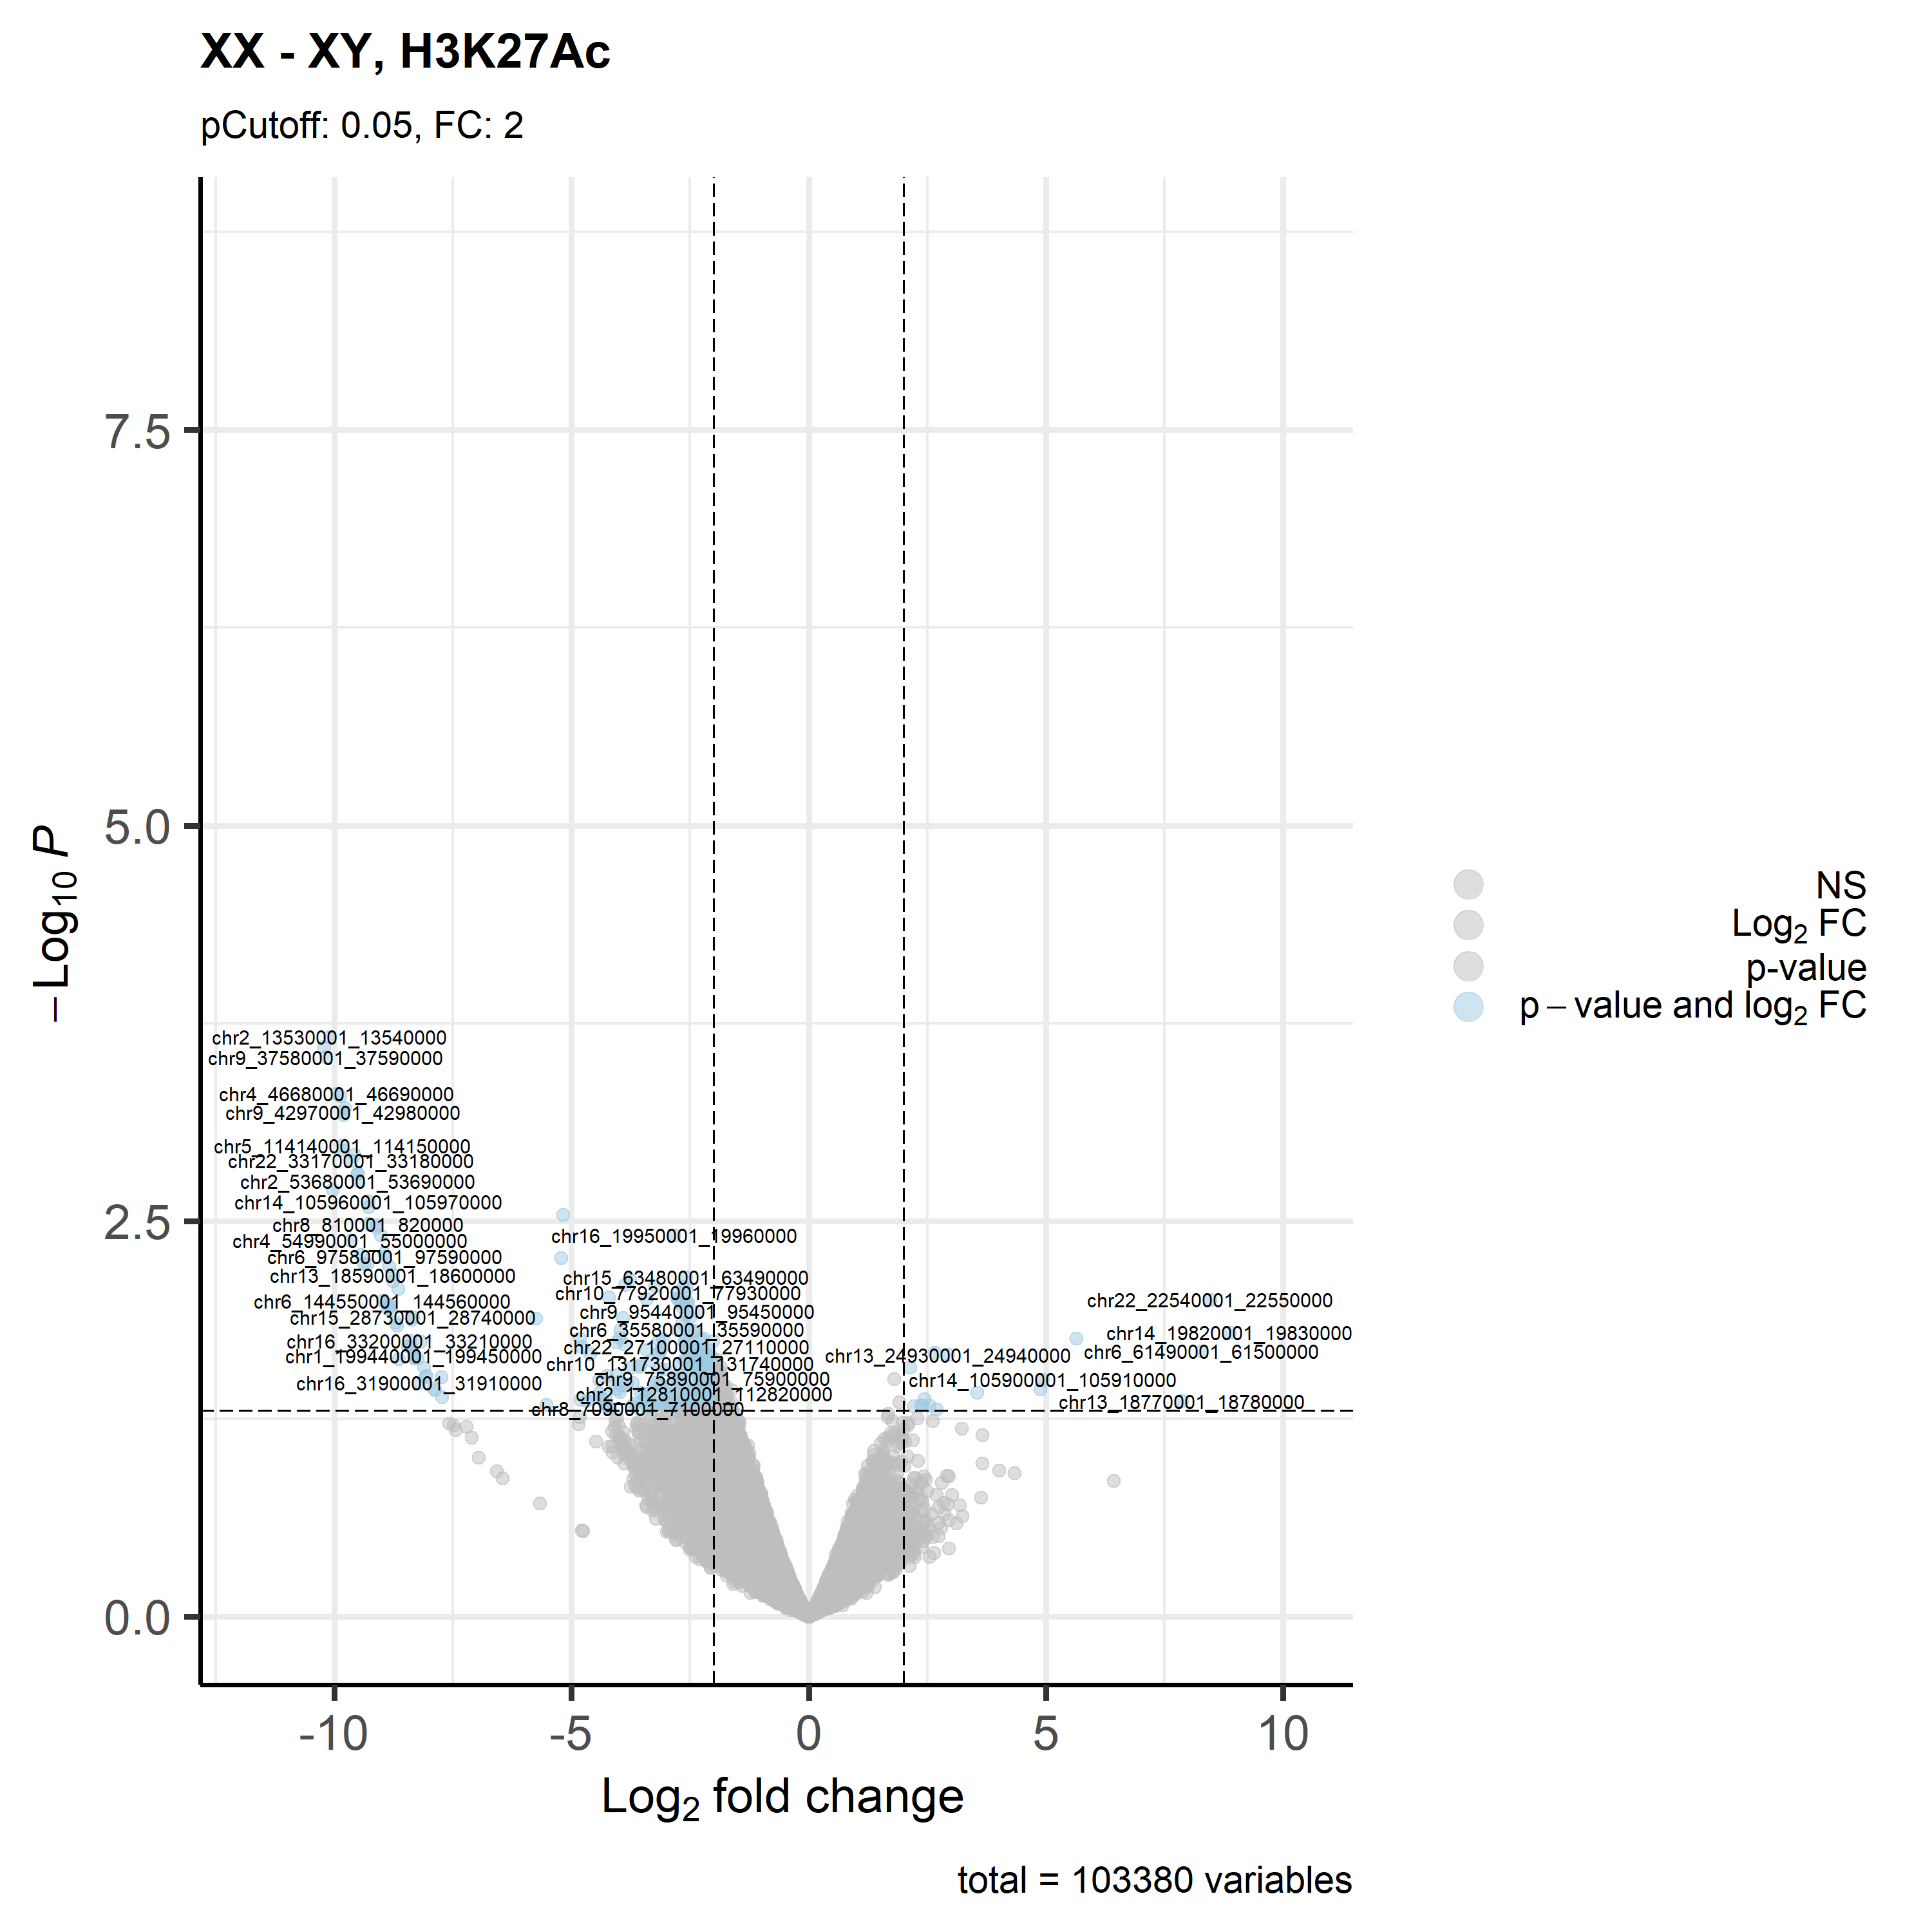 XX - XY, H3K27Ac
pCutoff: 0.05, FC: 2
−Log10 P
7.5
5.0
2.5
0.0
chr2_13530001_13540000
chr9_37580001_37590000
chr4_46680001_46690000
chr9_42970001_42980000
chr5_114140001_114150000
chr22_33170001_33180000
chr2_53680001_53690000
chr14_105960001_105970000
chr8_810001_820000
chr4_54990001_55000000
chr6_97580001_97590000
chr13_18590001_18600000
chr6_144550001_144560000
chr15_28730001_28740000
chr16_33200001_33210000
chr1_199440001_199450000
chr16_31900001_31910000
chr16_19950001_19960000
chr15_63480001_63490000
chr10_77920001_77930000
chr9_95440001_95450000
chr6_35580001_35590000
chr22_27100001_27110000
chr10_131730001_131740000
chr9_75890001_75900000
chr2_112810001_112820000
chr8_7090001_7100000
chr22_22540001_22550000
chr14_19820001_19830000
chr13_24930001_24940000
chr6_61490001_61500000
chr14_105900001_105910000
chr13_18770001_18780000
-10 -5 0 5 10
Log2 fold change
NS
Log2 FC
p-value
p − value and log2 FC
total = 103380 variables